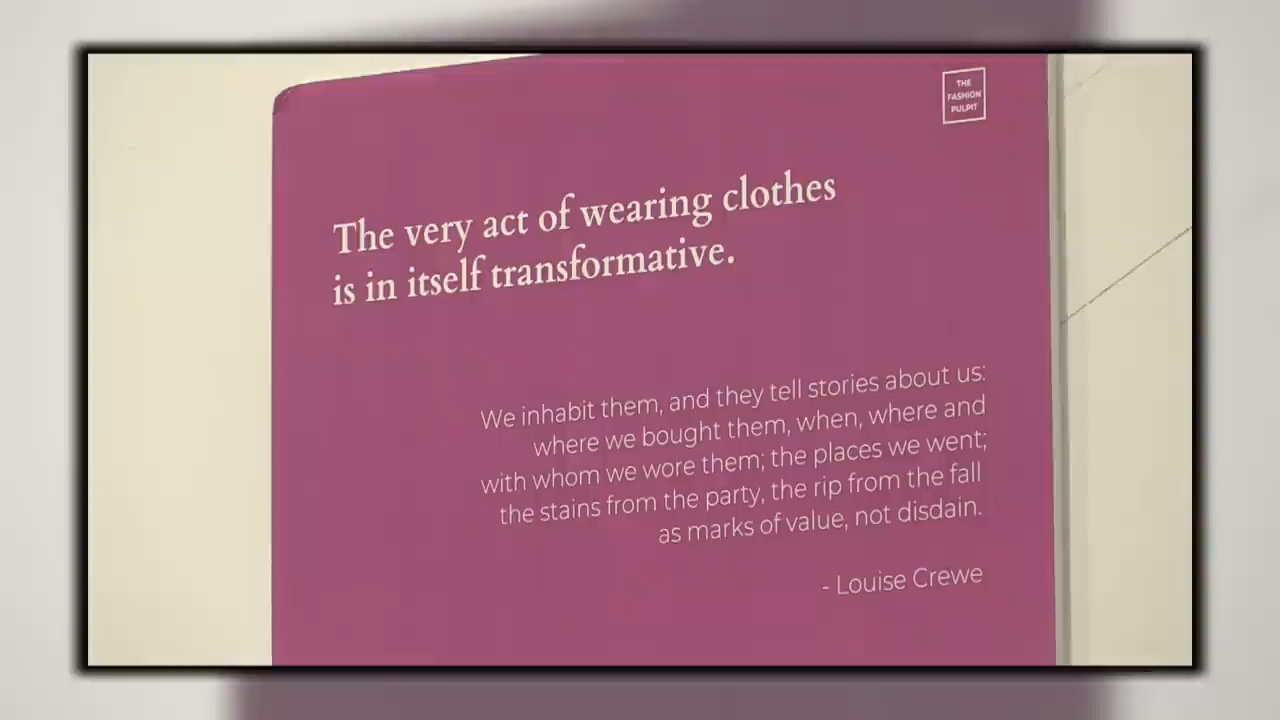 THE
FASHION
PULPIT
The very act of wearing clothes
is in itself transformative.
We inhabit them, and they tell stories about us:
where we bought them, when, where and
with whom we wore them; the places we went;
the stains from the party, the rip from the fall
as marks of value, not disdain.
- Louise Crewe